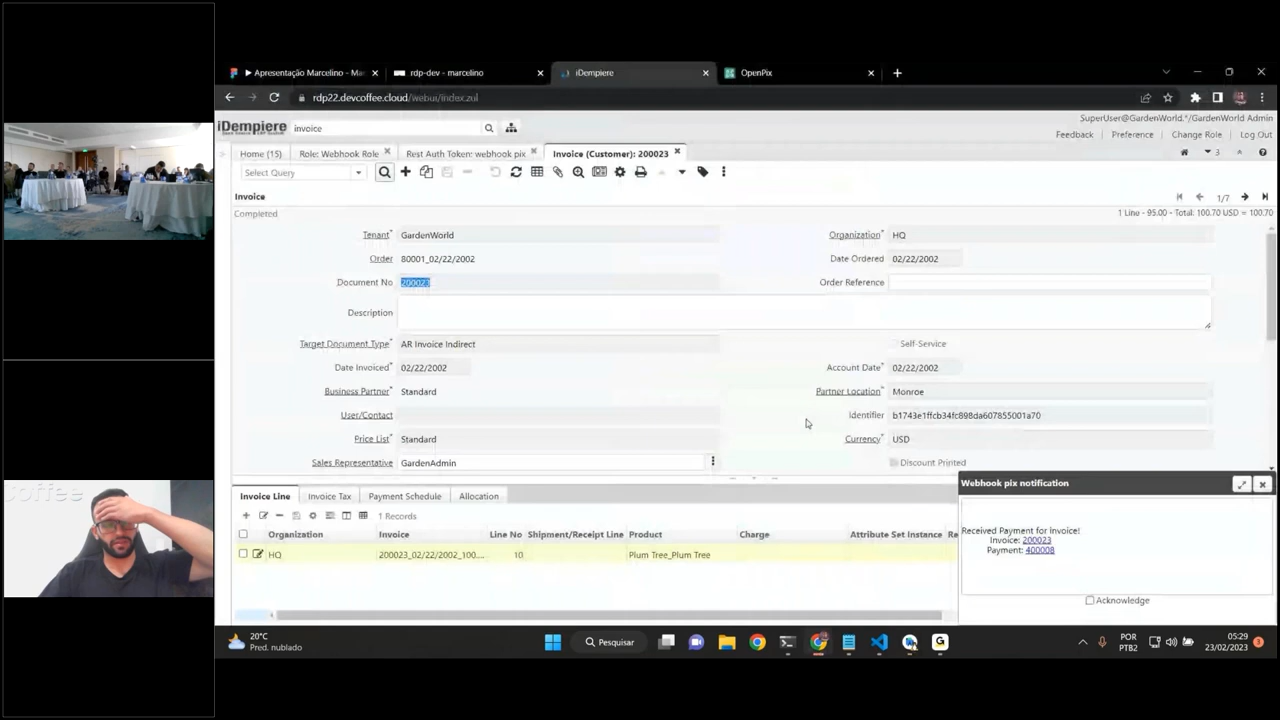 Apresentação Marcelino - Ma
rdp-dev - marcelino
iDempiere
OpenPix
rdp22.devcoffee.cloud/webui/index.zul
iDempiere
invoice
SuperUser@GardenWorld.*/GardenWorld Admin
Feedback
Preference
Change Role
Log Out
Home (15)
Role: Webhook Role
Rest Auth Token: webhook pix
Invoice (Customer): 200023
3
Select Query
Invoice
1/7
Completed
1 Line - 95.00 - Total: 100.70 USD = 100.70
Tenant* GardenWorld
Organization* HQ
Order 80001_02/22/2002
Date Ordered 02/22/2002
Document No 200023
Order Reference
Description
Target Document Type* AR Invoice Indirect
Self-Service
Date Invoiced* 02/22/2002
Account Date* 02/22/2002
Business Partner* Standard
Partner Location* Monroe
User/Contact
Identifier b1743e1ffcb34fc898da607855001a70
Price List* Standard
Currency* USD
Sales Representative GardenAdmin
Discount Printed
Invoice Line
Invoice Tax
Payment Schedule
Allocation
1 Records
Organization
Invoice
Line No
Shipment/Receipt Line
Product
Charge
Attribute Set Instance
Re
HQ
200023_02/22/2002_100....
10
Plum Tree_Plum Tree
Webhook pix notification
Received Payment for Invoice!
Invoice: 200023
Payment: 400008
Acknowledge
Coffee
20°C
Pred. nublado
Pesquisar
POR
PTB2
05:29
23/02/2023